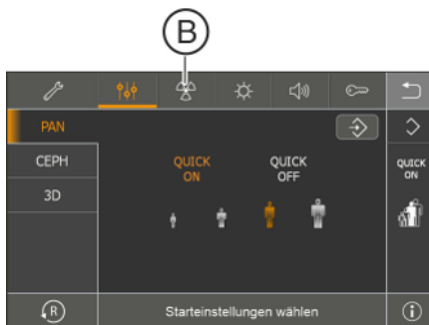 B
PAN
CEPH
3D
QUICK
ON
QUICK
OFF
QUICK
ON
R
Starteinstellungen wählen
i